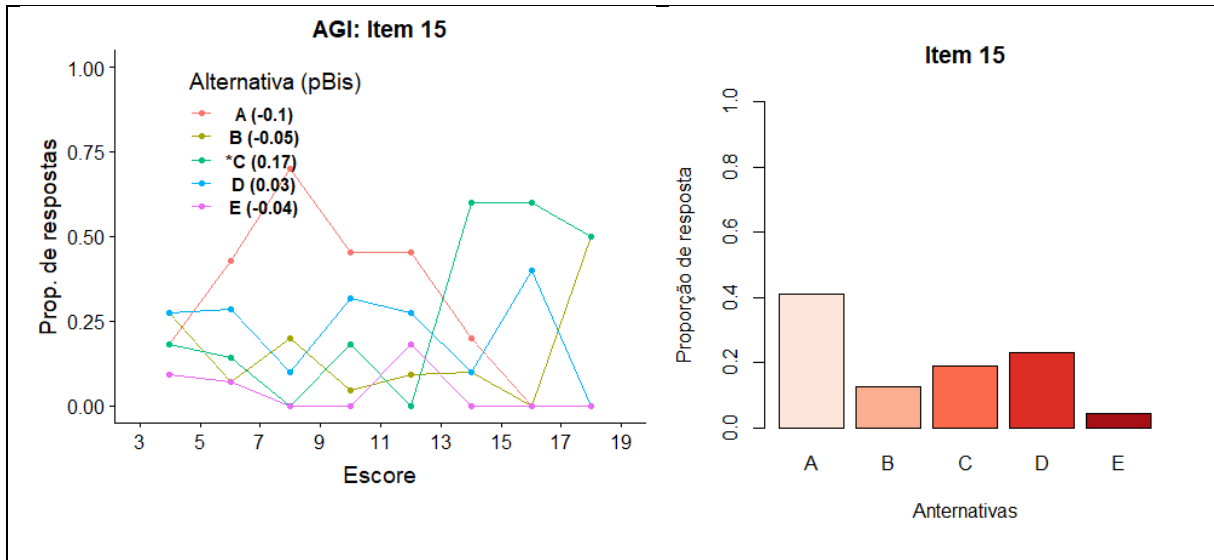 AGI: Item 15
Alternativa (pBis)
A (-0.1)
B (-0.05)
*C (0.17)
D (0.03)
E (-0.04)
Prop. de respostas
1.00
0.75
0.50
0.25
0.00
3 5 7 9 11 13 15 17 19
Escore
Item 15
Proporção de resposta
1.0
0.8
0.6
0.4
0.2
0.0
A B C D E
Anternativas